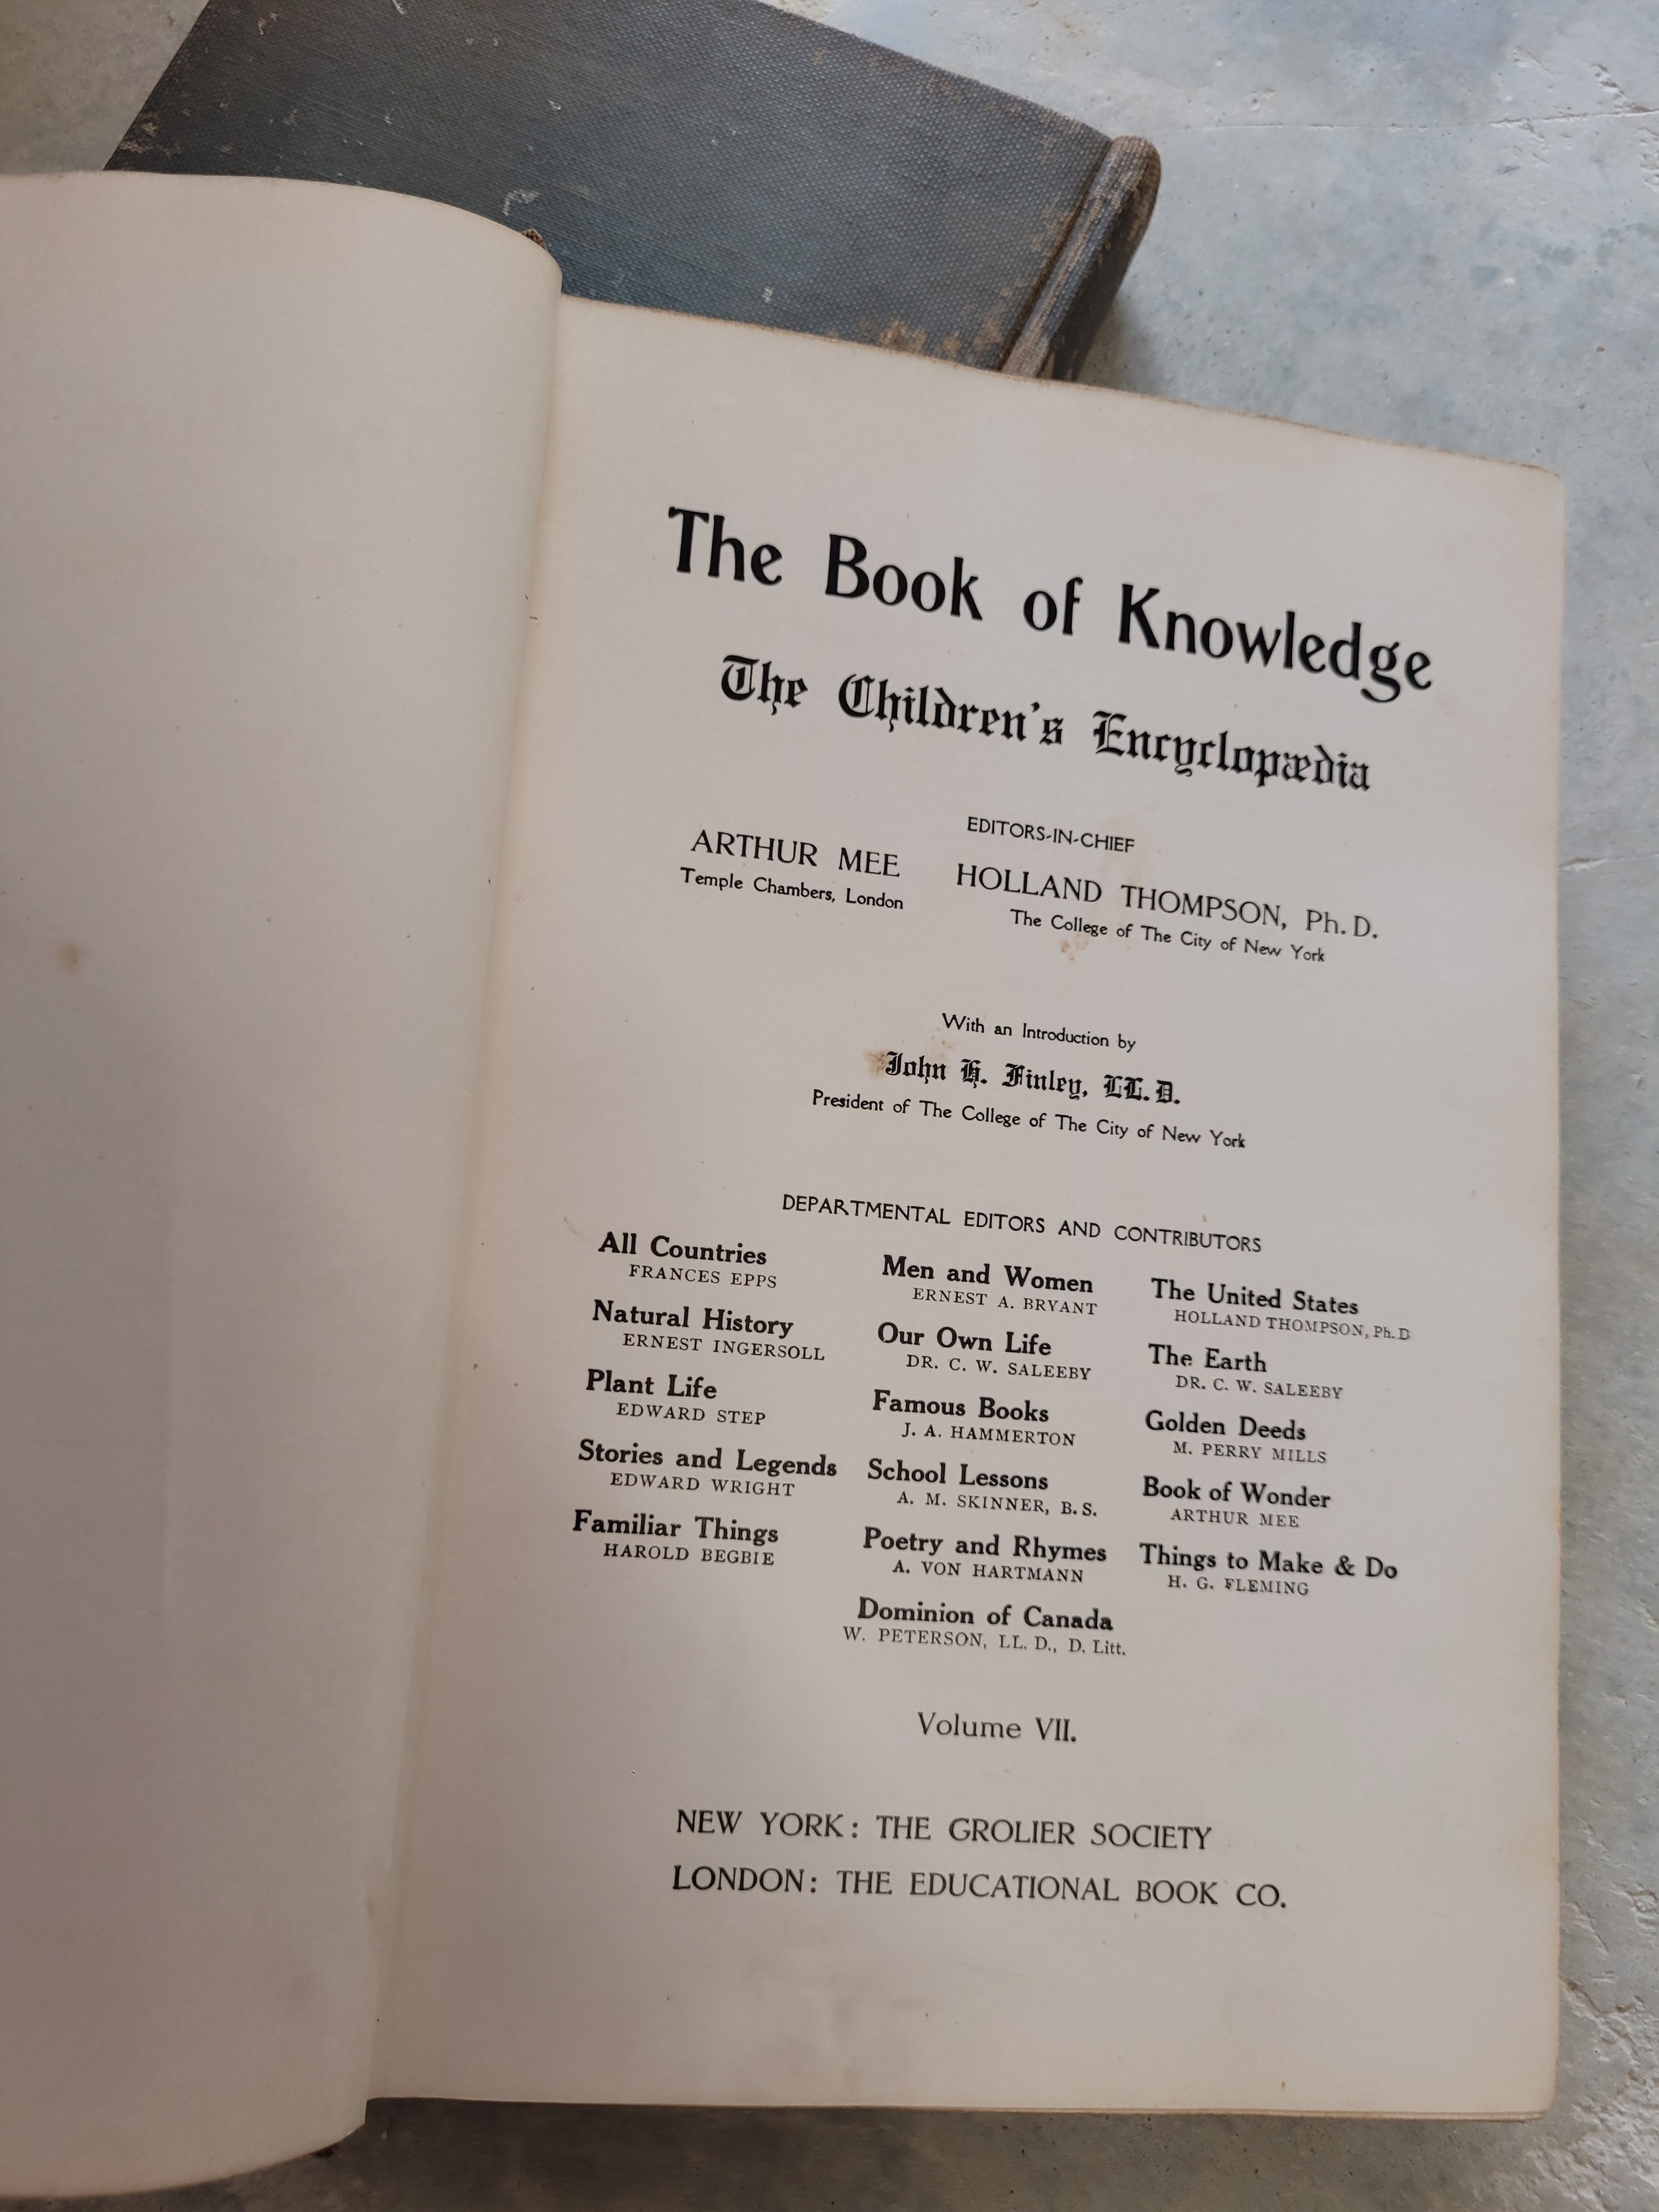 The Book of Knowledge
The Children's Encyclopædia
EDITORS-IN-CHIEF
ARTHUR MEE
Temple Chambers, London
HOLLAND THOMPSON, Ph.D.
The College of The City of New York
With an Introduction by
John H. Finley, LL.D.
President of The College of The City of New York
DEPARTMENTAL EDITORS AND CONTRIBUTORS
All Countries
FRANCES EPPS
Natural History
ERNEST INGERSOLL
Plant Life
EDWARD STEP
Stories and Legends
EDWARD WRIGHT
Familiar Things
HAROLD BEGBIE
Men and Women
ERNEST A. BRYANT
Our Own Life
DR. C. W. SALEEBY
Famous Books
J. A. HAMMERTON
School Lessons
A. M. SKINNER, B.S.
Poetry and Rhymes
A. VON HARTMANN
The United States
HOLLAND THOMPSON, Ph.D
The Earth
DR. C. W. SALEEBY
Golden Deeds
M. PERRY MILLS
Book of Wonder
ARTHUR MEE
Things to Make & Do
H. G. FLEMING
Dominion of Canada
W. PETERSON, LL. D., D. Litt.
Volume VII.
NEW YORK: THE GROLIER SOCIETY
LONDON: THE EDUCATIONAL BOOK CO.